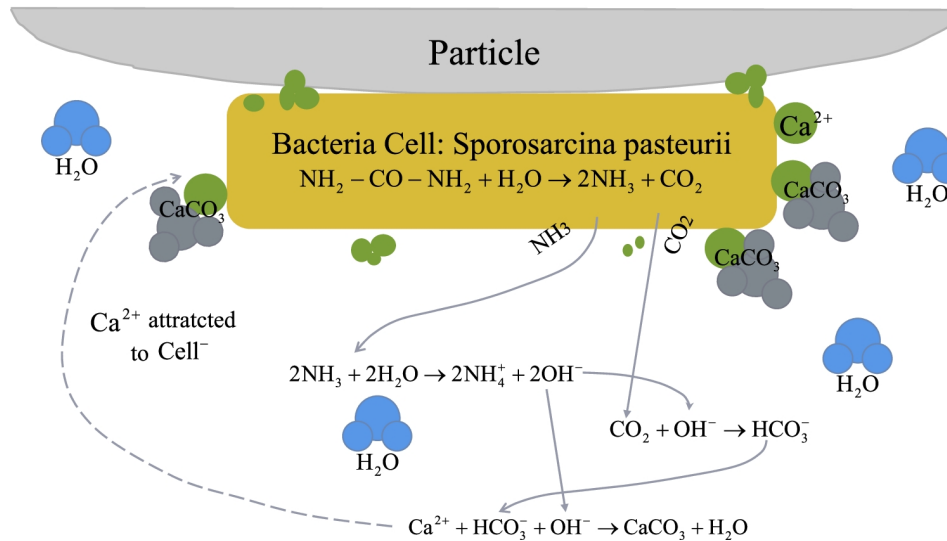 Particle
Ca²⁺
Bacteria Cell: Sporosarcina pasteurii
H₂O
H₂O
NH₂ – CO – NH₂ + H₂O → 2NH₃ + CO₂
CaCO₃
CaCO₃
NH3
CO2
CaCO₃
Ca²⁺ attratcted
to Cell⁻
2NH₃ + 2H₂O → 2NH₄⁺ + 2OH⁻
H₂O
CO₂ + OH⁻ → HCO₃⁻
H₂O
Ca²⁺ + HCO₃⁻ + OH⁻ → CaCO₃ + H₂O